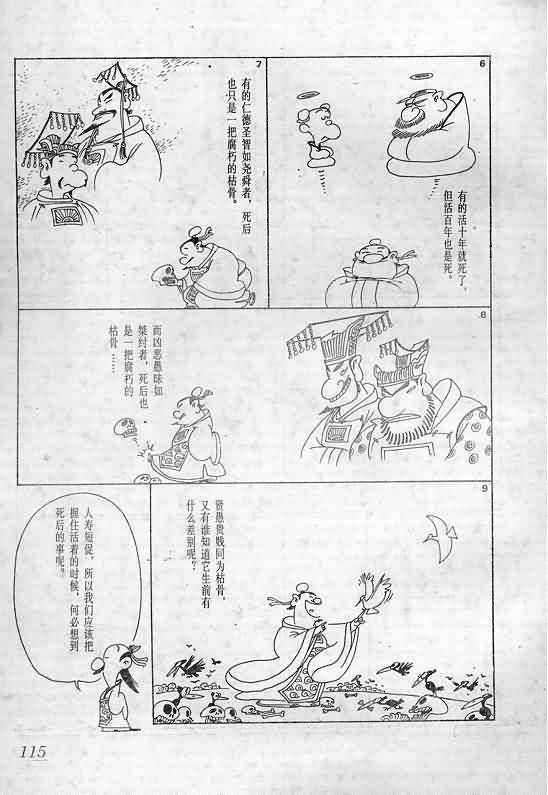 6
有的活十年就死了，
但活百年也是死。
7
有的仁德圣智如尧舜者，死后
也只是一把腐朽的枯骨。
8
而凶恶愚昧如
桀纣者，死后也
是一把腐朽的
枯骨……
9
贤愚贵贱同为枯骨，
又有谁知道它生前有
什么差别呢？
人寿短促，所以我们应该把
握住活着的时候，何必想到
死后的事呢？
115